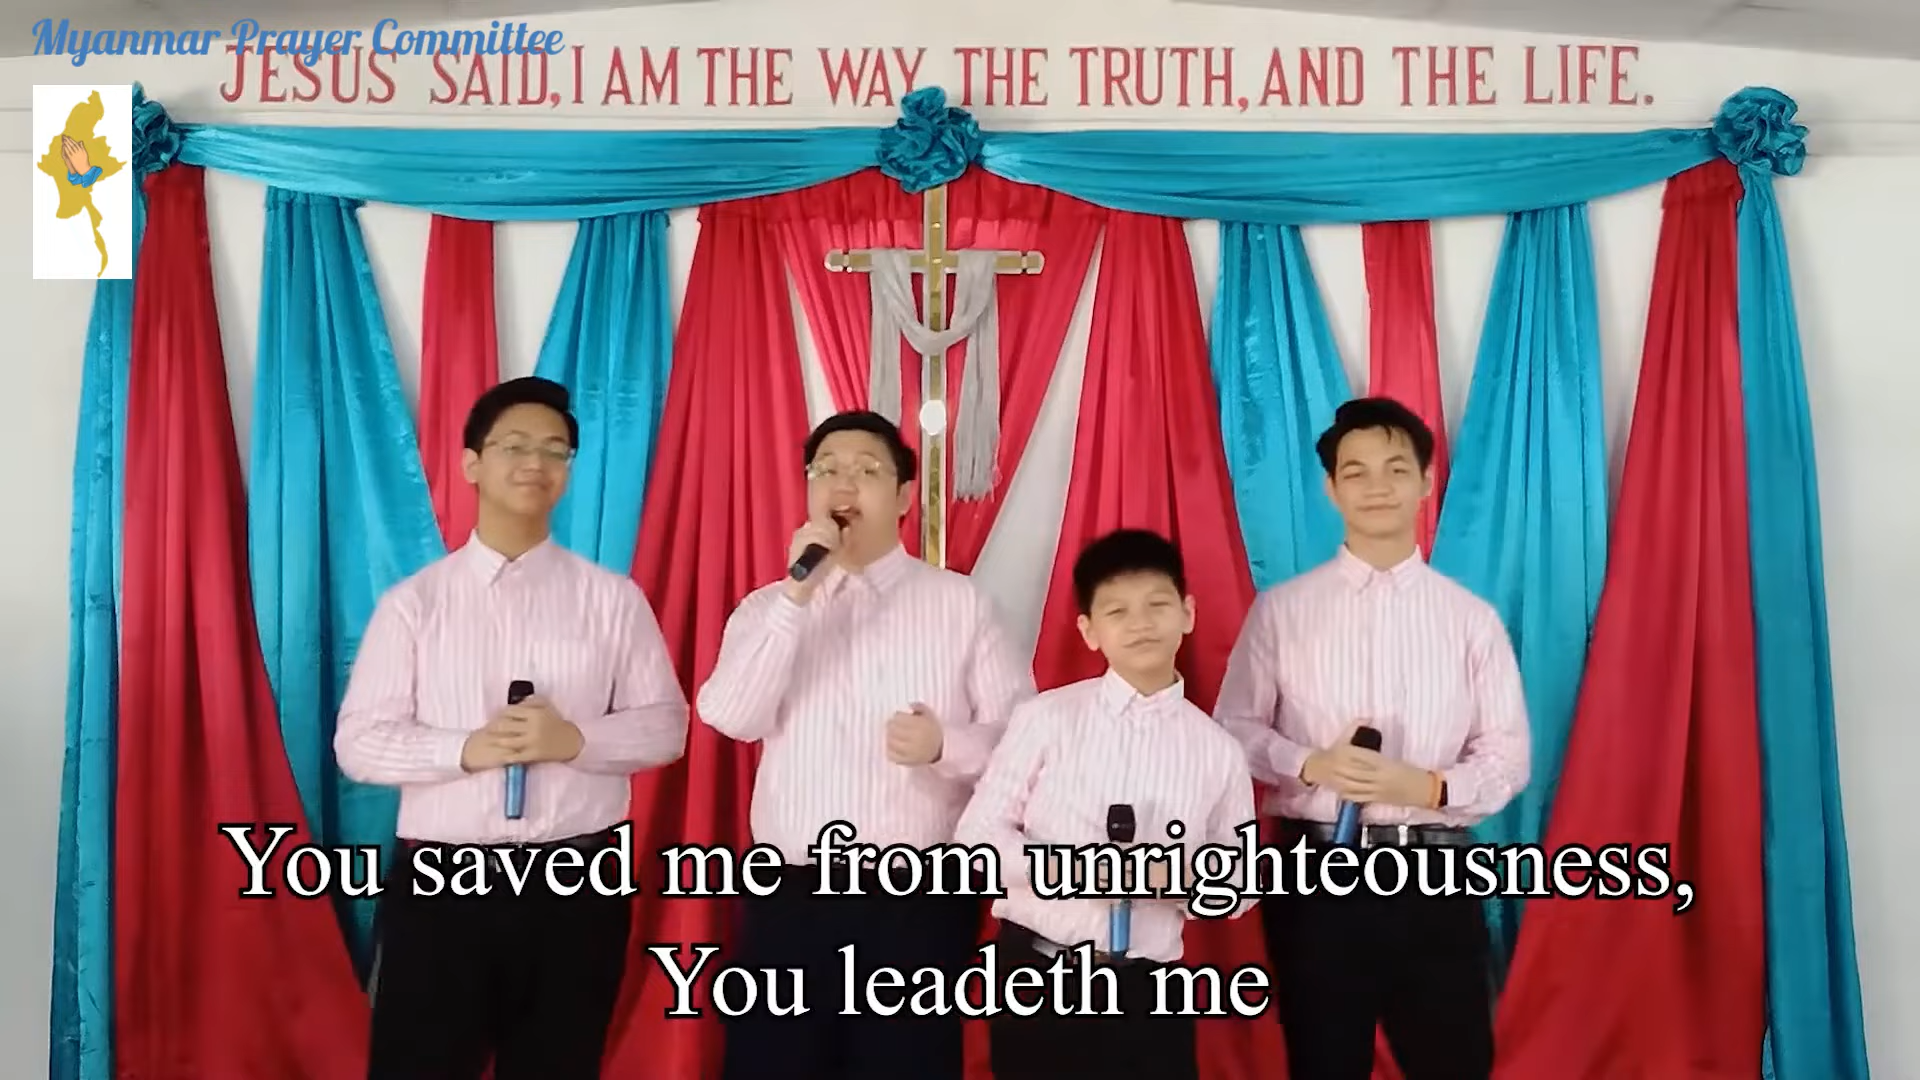 Myanmar Prayer Committee
JESUS SAID, I AM THE WAY, THE TRUTH, AND THE LIFE.
You saved me from unrighteousness,
You leadeth me